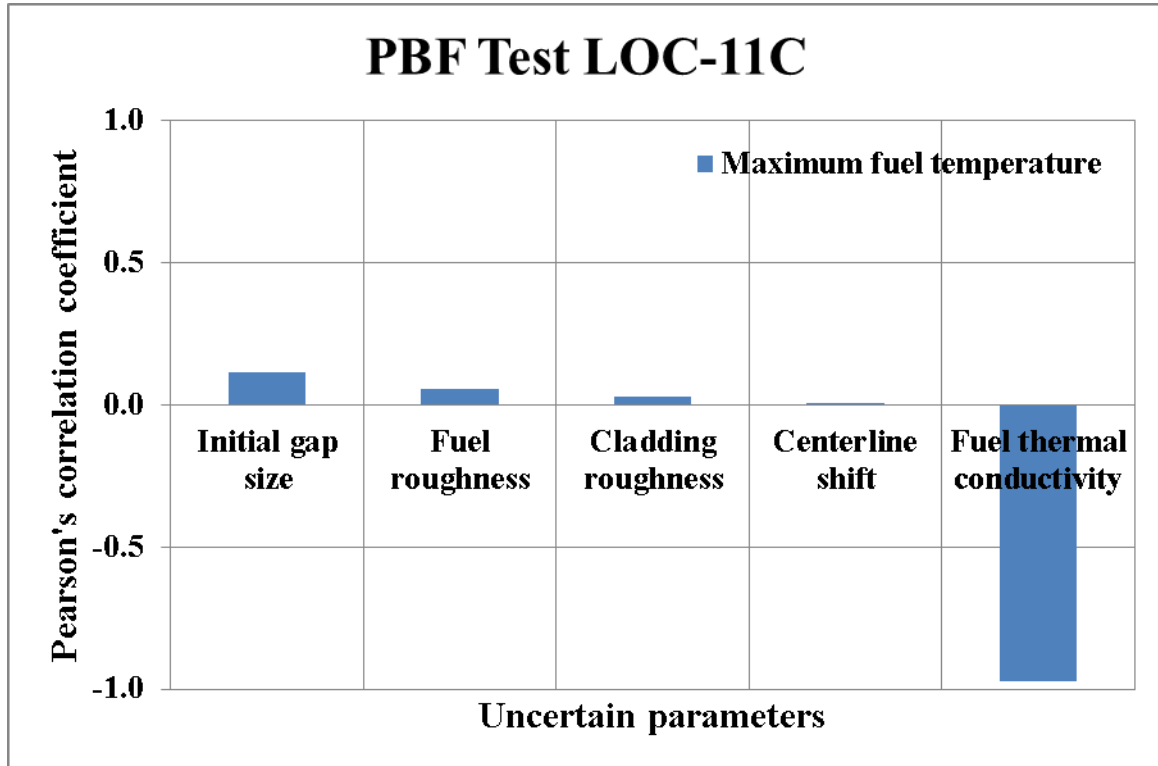 PBF Test LOC-11C
Pearson's correlation coefficient
1.0
0.5
0.0
-0.5
-1.0
Maximum fuel temperature
Initial gap
size
Fuel
roughness
Cladding
roughness
Centerline
shift
Fuel thermal
conductivity
Uncertain parameters